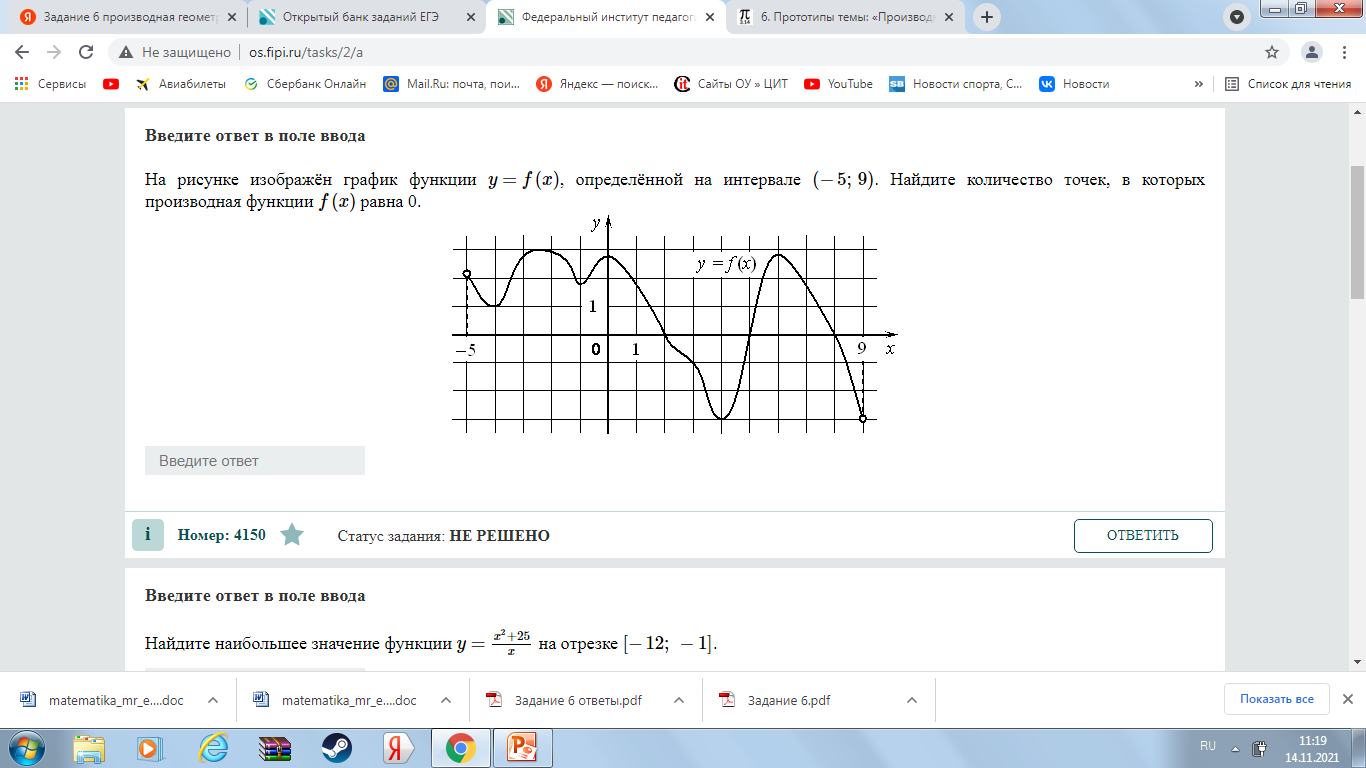 Задание 6 производная геометр
Открытый банк заданий ЕГЭ
Федеральный институт педагог
6. Прототипы темы: «Производн
Не защищено
os.fipi.ru/tasks/2/a
Сервисы
Авиабилеты
Сбербанк Онлайн
Mail.Ru: почта, пои...
Яндекс — поиск...
Сайты ОУ » ЦИТ
YouTube
Новости спорта, С...
Новости
»
Список для чтения
Введите ответ в поле ввода
На рисунке изображён график функции y = f (x), определённой на интервале (− 5; 9). Найдите количество точек, в которых
производная функции f (x) равна 0.
y
y = f (x)
1
−5
0
1
9
x
Введите ответ
i
Номер: 4150
Статус задания: НЕ РЕШЕНО
ОТВЕТИТЬ
Введите ответ в поле ввода
Найдите наибольшее значение функции y = (x²+25)/x на отрезке [− 12; − 1].
matematika_mr_e....doc
matematika_mr_e....doc
Задание 6 ответы.pdf
Задание 6.pdf
Показать все
RU
11:19
14.11.2021